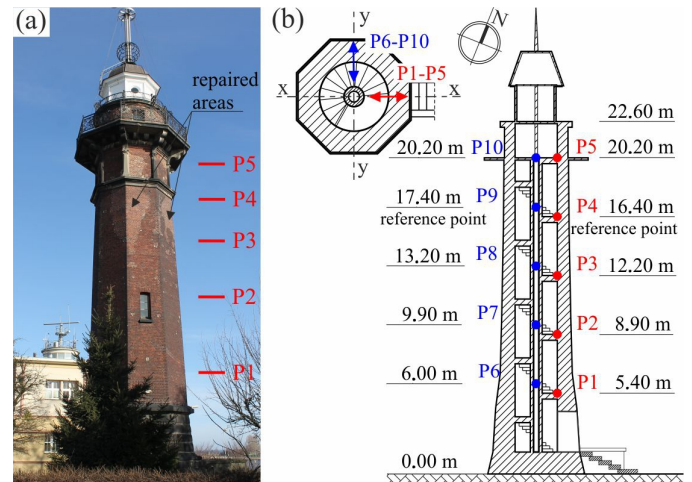 (a)
repaired
areas
P5
P4
P3
P2
P1
(b)
y
P6-P10
P1-P5
x
x
y
N
22.60 m
P10
P5
20.20 m
20.20 m
P9
P4
17.40 m
16.40 m
reference point
reference point
P8
P3
13.20 m
12.20 m
P7
P2
9.90 m
8.90 m
P6
P1
6.00 m
5.40 m
0.00 m